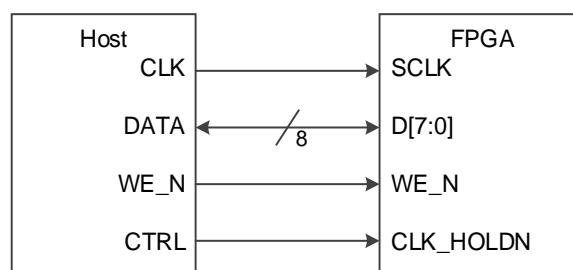 Host FPGA
CLK SCLK
DATA 8 D[7:0]
WE_N WE_N
CTRL CLK_HOLDN